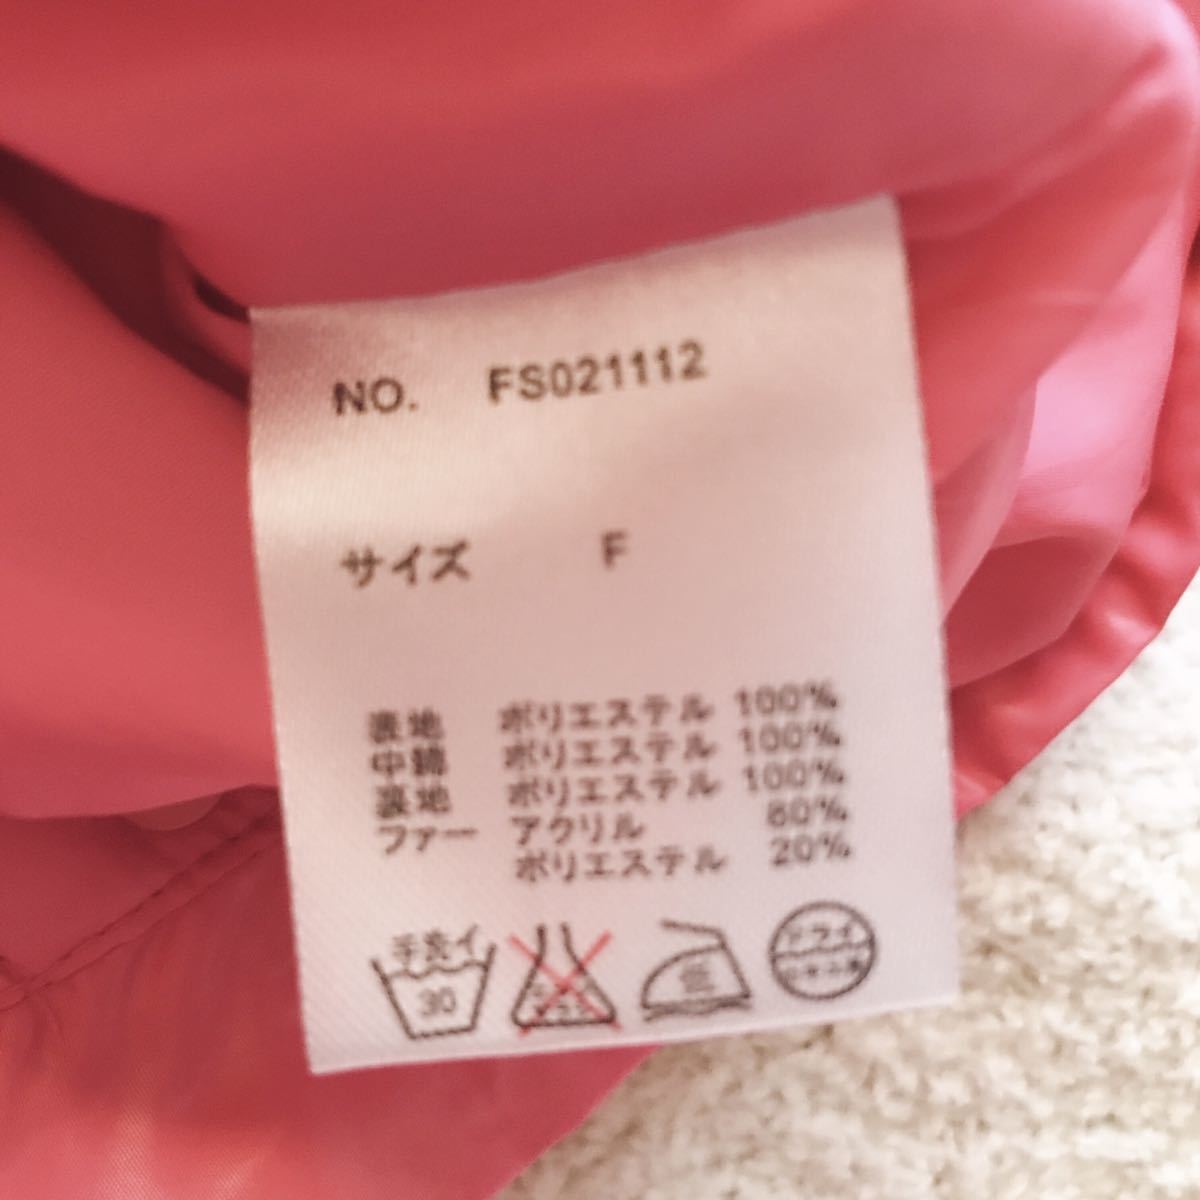 NO. FS021112
サイズ F
表地 ポリエステル 100%
中綿 ポリエステル 100%
裏地 ポリエステル 100%
ファー アクリル 80%
ポリエステル 20%
手洗イ
30
ドライ